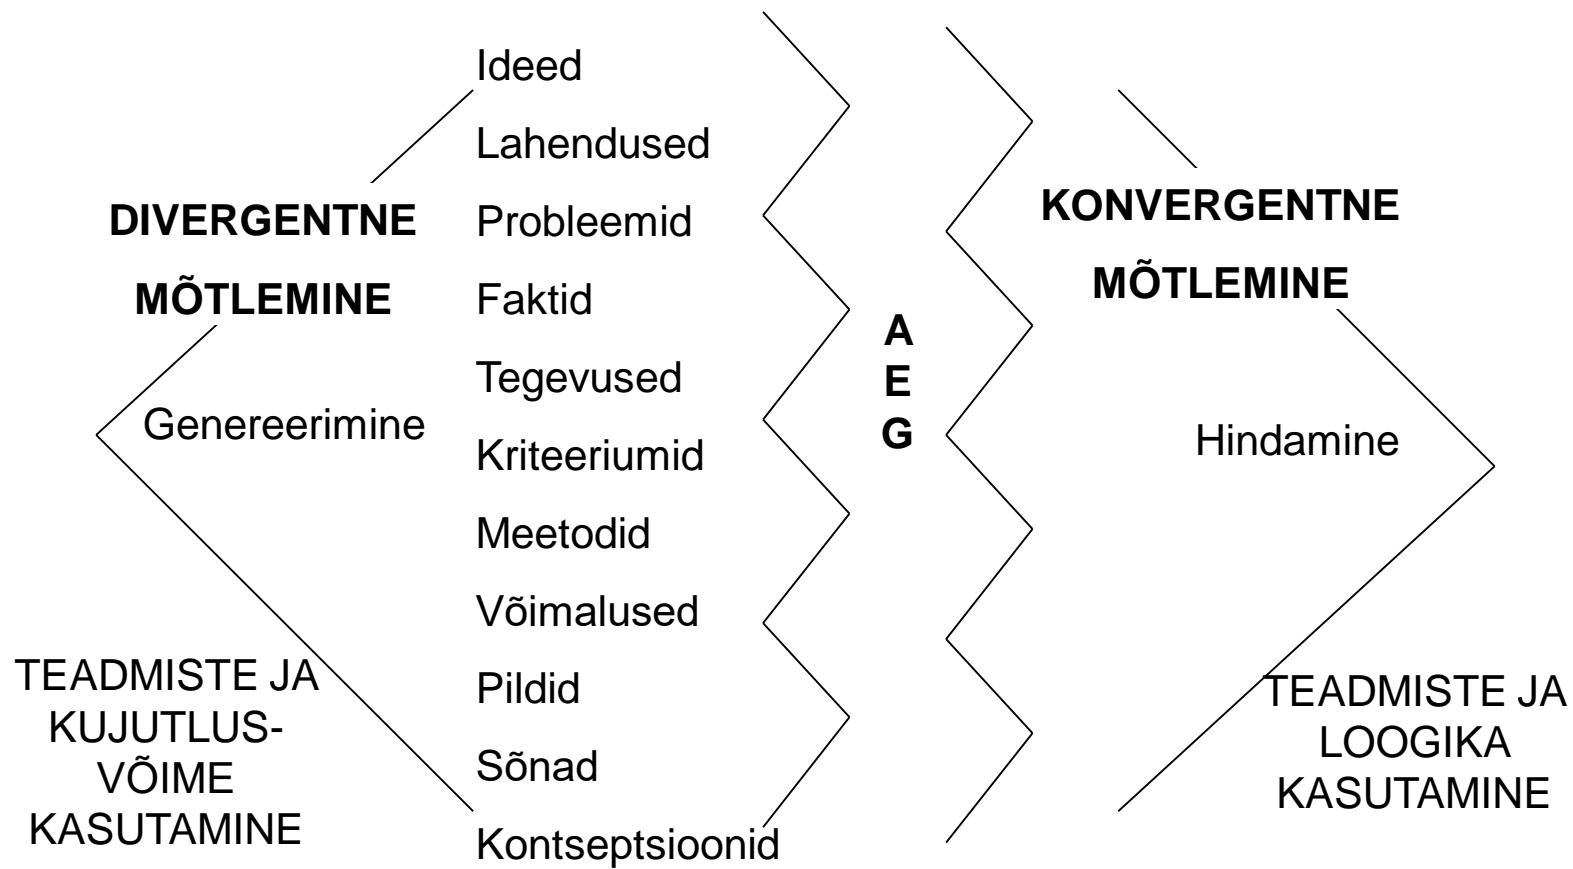 DIVERGENTNE
MÕTLEMINE
Genereerimine
TEADMISTE JA
KUJUTLUS-
VÕIME
KASUTAMINE
Ideed
Lahendused
Probleemid
Faktid
Tegevused
Kriteeriumid
Meetodid
Võimalused
Pildid
Sõnad
Kontseptsioonid
A
E
G
KONVERGENTNE
MÕTLEMINE
Hindamine
TEADMISTE JA
LOOGIKA
KASUTAMINE